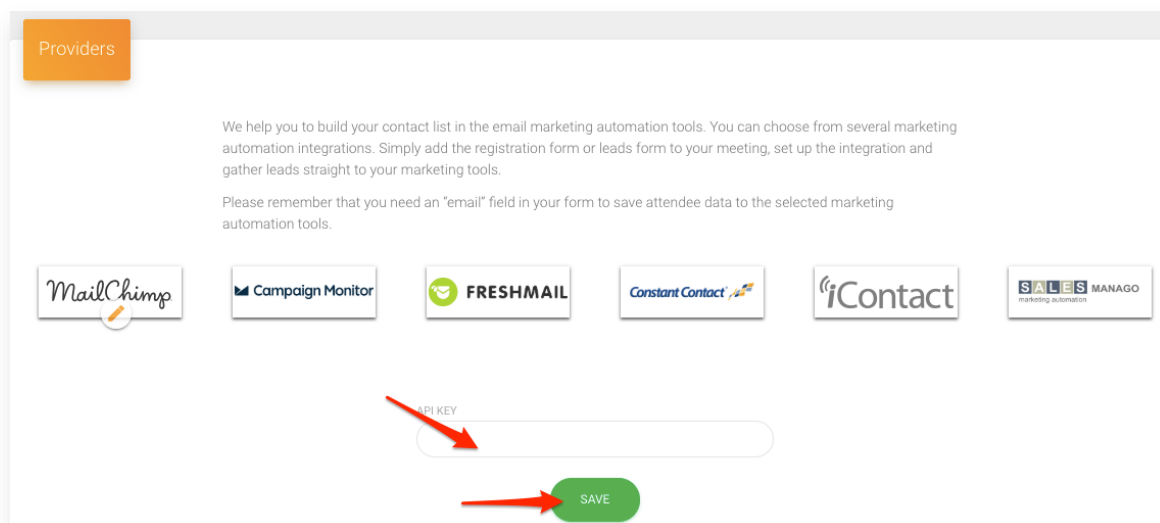 Providers
We help you to build your contact list in the email marketing automation tools. You can choose from several marketing
automation integrations. Simply add the registration form or leads form to your meeting, set up the integration and
gather leads straight to your marketing tools.
Please remember that you need an "email" field in your form to save attendee data to the selected marketing
automation tools.
MailChimp Campaign Monitor FRESHMAIL Constant Contact iContact SALES MANAGO
marketing automation
API KEY
SAVE